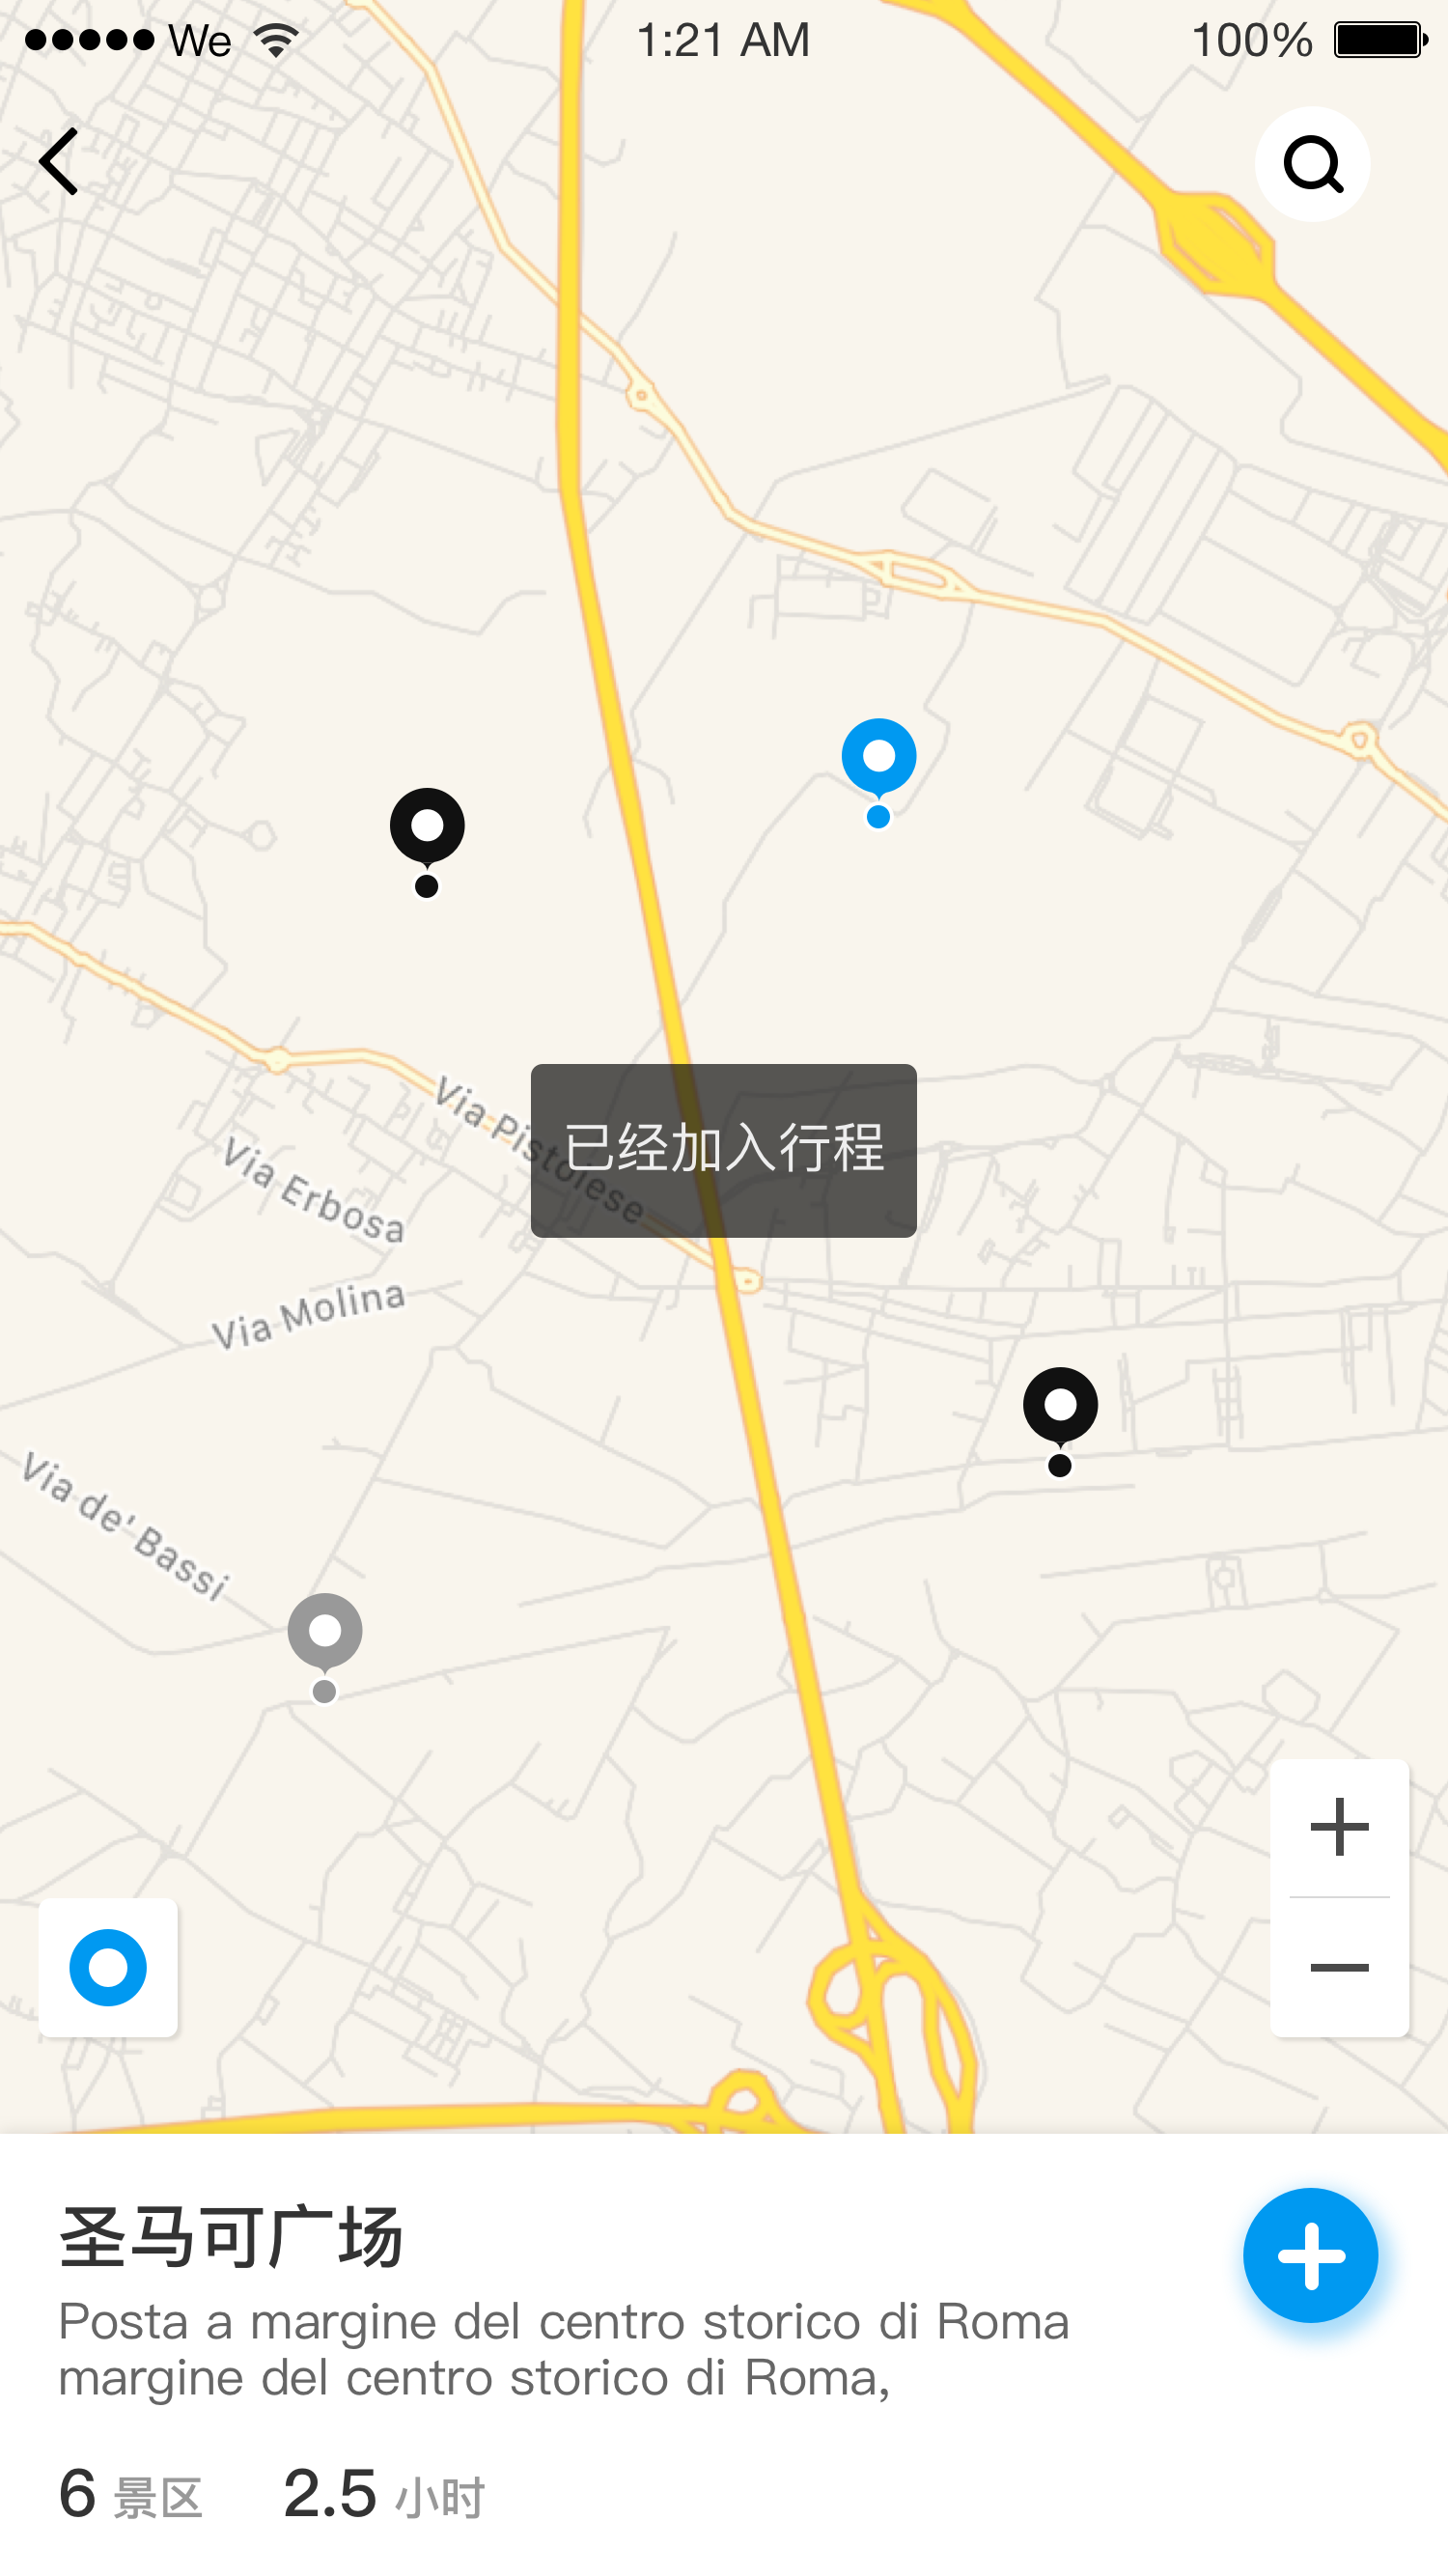 We 1:21 AM 100%
Via Pistoiese
已经加入行程
Via Erbosa
Via Molina
Via de' Bassi
圣马可广场
Posta a margine del centro storico di Roma
margine del centro storico di Roma,
6 景区 2.5 小时